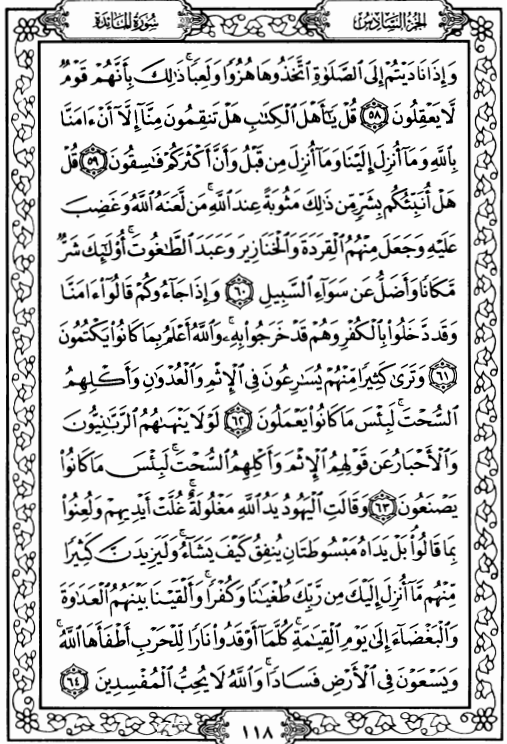 الجزء السادس
سورة المائدة
وَإِذَا نَادَيْتُمْ إِلَى الصَّلَوٰةِ اتَّخَذُوهَا هُزُوًا وَلَعِبًا ۚ ذَٰلِكَ بِأَنَّهُمْ قَوْمٌ
لَّا يَعْقِلُونَ ٥٨ قُلْ يَٰٓأَهْلَ الْكِتَٰبِ هَلْ تَنقِمُونَ مِنَّآ إِلَّآ أَنْ ءَامَنَّا
بِاللَّهِ وَمَآ أُنزِلَ إِلَيْنَا وَمَآ أُنزِلَ مِن قَبْلُ وَأَنَّ أَكْثَرَكُمْ فَٰسِقُونَ ٥٩ قُلْ
هَلْ أُنَبِّئُكُم بِشَرٍّ مِّن ذَٰلِكَ مَثُوبَةً عِندَ اللَّهِ ۚ مَن لَّعَنَهُ اللَّهُ وَغَضِبَ
عَلَيْهِ وَجَعَلَ مِنْهُمُ الْقِرَدَةَ وَالْخَنَازِيرَ وَعَبَدَ الطَّٰغُوتَ ۚ أُو۟لَٰٓئِكَ شَرٌّ
مَّكَانًا وَأَضَلُّ عَن سَوَآءِ السَّبِيلِ ٦٠ وَإِذَا جَآءُوكُمْ قَالُوٓا۟ ءَامَنَّا
وَقَد دَّخَلُوا۟ بِالْكُفْرِ وَهُمْ قَدْ خَرَجُوا۟ بِهِۦ ۚ وَاللَّهُ أَعْلَمُ بِمَا كَانُوا۟ يَكْتُمُونَ
٦١ وَتَرَىٰ كَثِيرًا مِّنْهُمْ يُسَٰرِعُونَ فِى الْإِثْمِ وَالْعُدْوَٰنِ وَأَكْلِهِمُ
السُّحْتَ ۚ لَبِئْسَ مَا كَانُوا۟ يَعْمَلُونَ ٦٢ لَوْلَا يَنْهَىٰهُمُ الرَّبَّٰنِيُّونَ
وَالْأَحْبَارُ عَن قَوْلِهِمُ الْإِثْمَ وَأَكْلِهِمُ السُّحْتَ ۚ لَبِئْسَ مَا كَانُوا۟
يَصْنَعُونَ ٦٣ وَقَالَتِ الْيَهُودُ يَدُ اللَّهِ مَغْلُولَةٌ ۚ غُلَّتْ أَيْدِيهِمْ وَلُعِنُوا۟
بِمَا قَالُوا۟ ۘ بَلْ يَدَاهُ مَبْسُوطَتَانِ يُنفِقُ كَيْفَ يَشَآءُ ۚ وَلَيَزِيدَنَّ كَثِيرًا
مِّنْهُم مَّآ أُنزِلَ إِلَيْكَ مِن رَّبِّكَ طُغْيَٰنًا وَكُفْرًا ۚ وَأَلْقَيْنَا بَيْنَهُمُ الْعَدَٰوَةَ
وَالْبَغْضَآءَ إِلَىٰ يَوْمِ الْقِيَٰمَةِ ۚ كُلَّمَآ أَوْقَدُوا۟ نَارًا لِّلْحَرْبِ أَطْفَأَهَا اللَّهُ ۚ
وَيَسْعَوْنَ فِى الْأَرْضِ فَسَادًا ۚ وَاللَّهُ لَا يُحِبُّ الْمُفْسِدِينَ ٦٤
١١٨